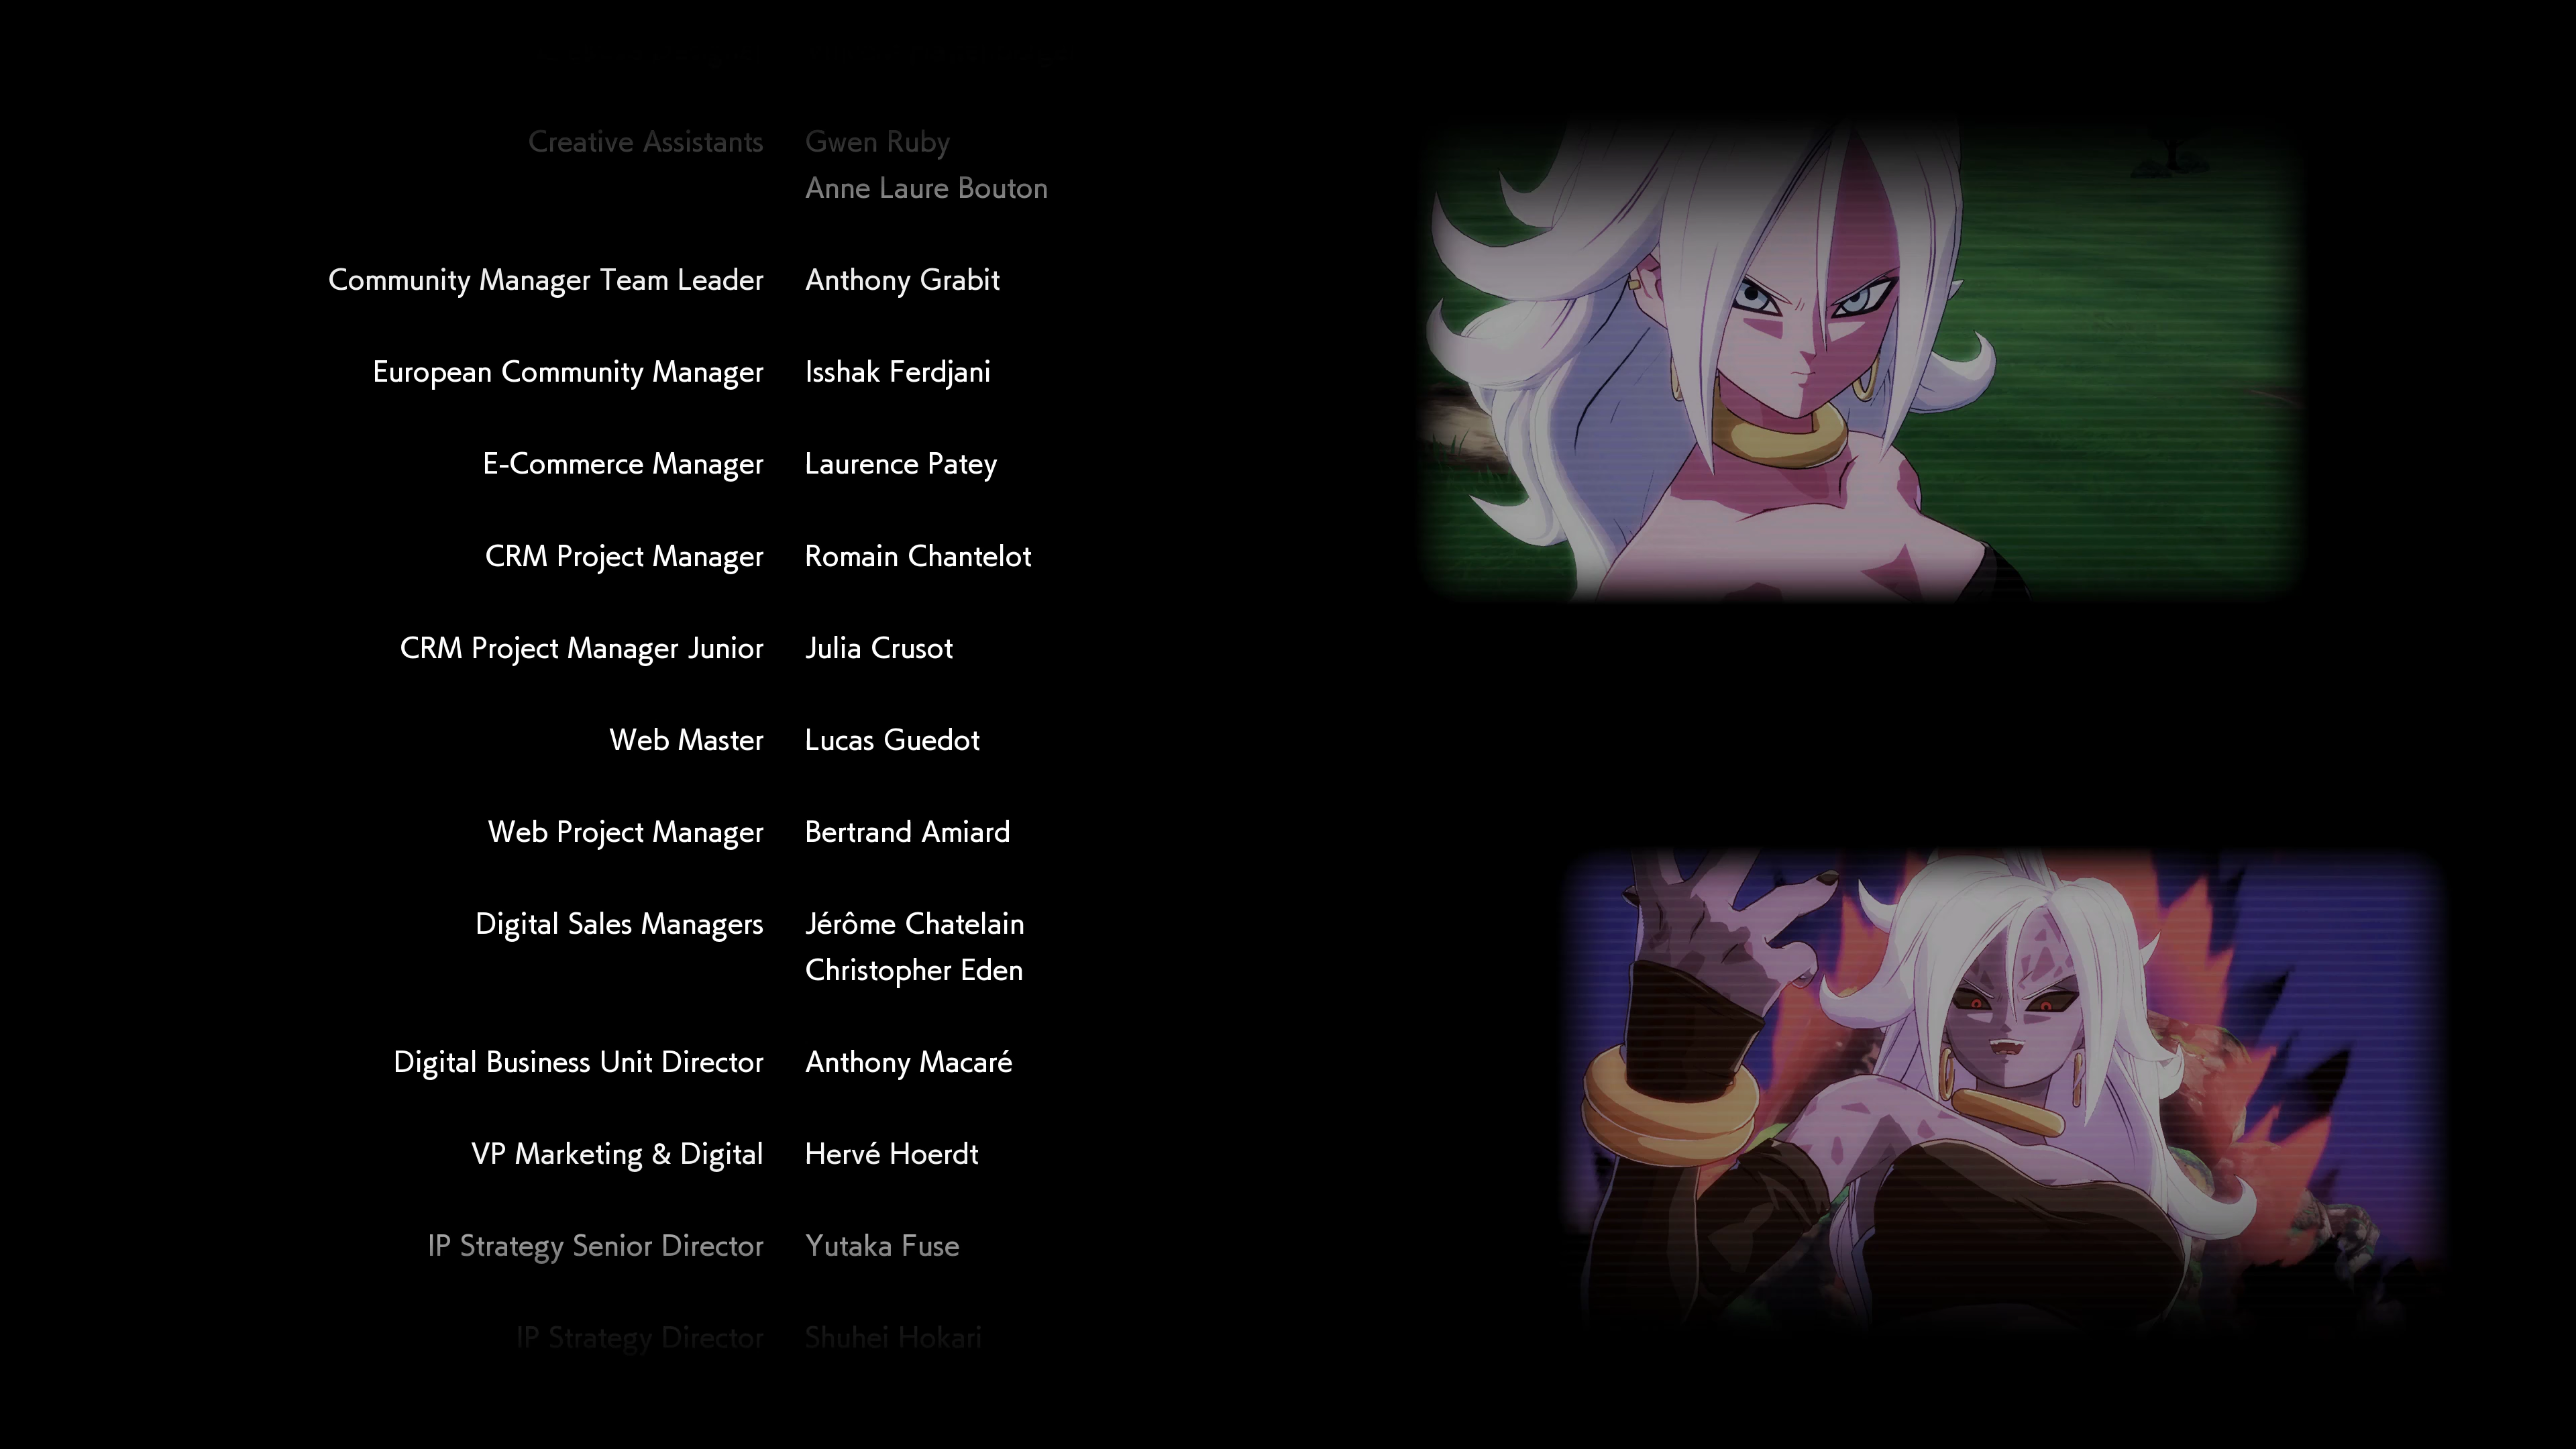 Creative Assistants Gwen Ruby
Anne Laure Bouton
Community Manager Team Leader Anthony Grabit
European Community Manager Isshak Ferdjani
E-Commerce Manager Laurence Patey
CRM Project Manager Romain Chantelot
CRM Project Manager Junior Julia Crusot
Web Master Lucas Guedot
Web Project Manager Bertrand Amiard
Digital Sales Managers Jérôme Chatelain
Christopher Eden
Digital Business Unit Director Anthony Macaré
VP Marketing & Digital Hervé Hoerdt
IP Strategy Senior Director Yutaka Fuse
IP Strategy Director Shuhei Hokari